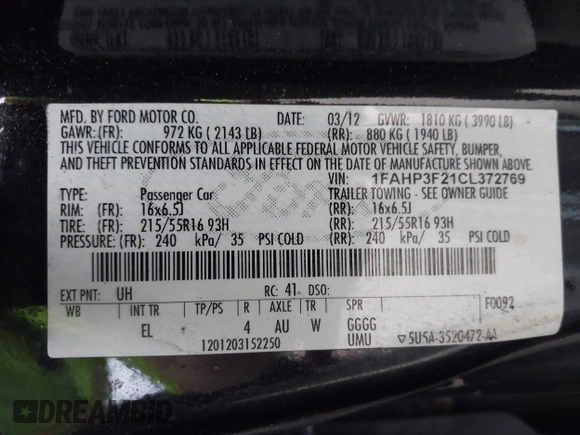 MFD. BY FORD MOTOR CO. DATE: 03/12 GVWR: 1810 KG ( 3990 LB)
GAWR: (FR): 972 KG ( 2143 LB) (RR): 880 KG ( 1940 LB)
THIS VEHICLE CONFORMS TO ALL APPLICABLE FEDERAL MOTOR VEHICLE SAFETY, BUMPER,
AND THEFT PREVENTION STANDARDS IN EFFECT ON THE DATE OF MANUFACTURE SHOWN ABOVE.
VIN: 1FAHP3F21CL372769
TYPE: Passenger Car TRAILER TOWING - SEE OWNER GUIDE
RIM: (FR): 16x6.5J (RR): 16x6.5J
TIRE: (FR): 215/55R16 93H (RR): 215/55R16 93H
PRESSURE: (FR): 240 kPa/ 35 PSI COLD (RR): 240 kPa/ 35 PSI COLD
EXT PNT: UH RC: 41 DSO: F0092
WB INT TR TP/PS R AXLE TR SPR
EL 4 AU W GGGG
1201203152250 UMU ▽ 5U5A-3520472-AA
DREAMBID